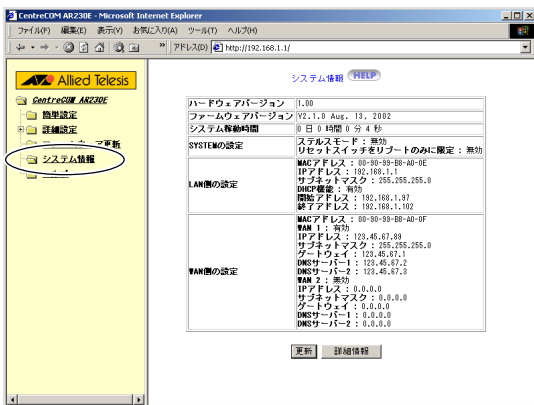 CentreCOM AR230E - Microsoft Internet Explorer
ファイル(F) 編集(E) 表示(V) お気に入り(A) ツール(T) ヘルプ(H)
アドレス(D) http://192.168.1.1/
Allied Telesis
CentreCOM AR230E
簡単設定
詳細設定
ア更新
システム情報
システム情報 HELP
ハードウェアバージョン 1.00
ファームウェアバージョン V2.1.0 Aug. 13, 2002
システム稼動時間 0 日 0 時間 0 分 4 秒
SYSTEMの設定
ステルスモード : 無効
リセットスイッチをリブートのみに限定 : 無効
LAN側の設定
MACアドレス : 00-90-99-B8-A0-0E
IPアドレス : 192.168.1.1
サブネットマスク : 255.255.255.0
DHCP機能 : 有効
開始アドレス : 192.168.1.97
終了アドレス : 192.168.1.102
WAN側の設定
MACアドレス : 00-90-99-B8-A0-0F
WAN 1 : 有効
IPアドレス : 123.45.67.89
サブネットマスク : 255.255.255.0
ゲートウェイ : 123.45.67.1
DNSサーバー1 : 123.45.67.2
DNSサーバー2 : 123.45.67.3
WAN 2 : 無効
IPアドレス : 0.0.0.0
サブネットマスク : 0.0.0.0
ゲートウェイ : 0.0.0.0
DNSサーバー1 : 0.0.0.0
DNSサーバー2 : 0.0.0.0
更新 詳細情報